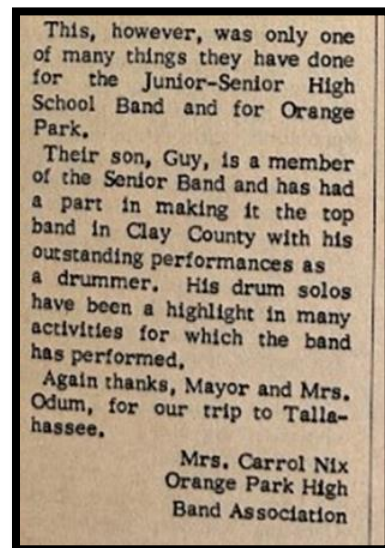 This, however, was only one
of many things they have done
for the Junior-Senior High
School Band and for Orange
Park.
Their son, Guy, is a member
of the Senior Band and has had
a part in making it the top
band in Clay County with his
outstanding performances as
a drummer. His drum solos
have been a highlight in many
activities for which the band
has performed.
Again thanks, Mayor and Mrs.
Odum, for our trip to Talla-
hassee.
Mrs. Carrol Nix
Orange Park High
Band Association